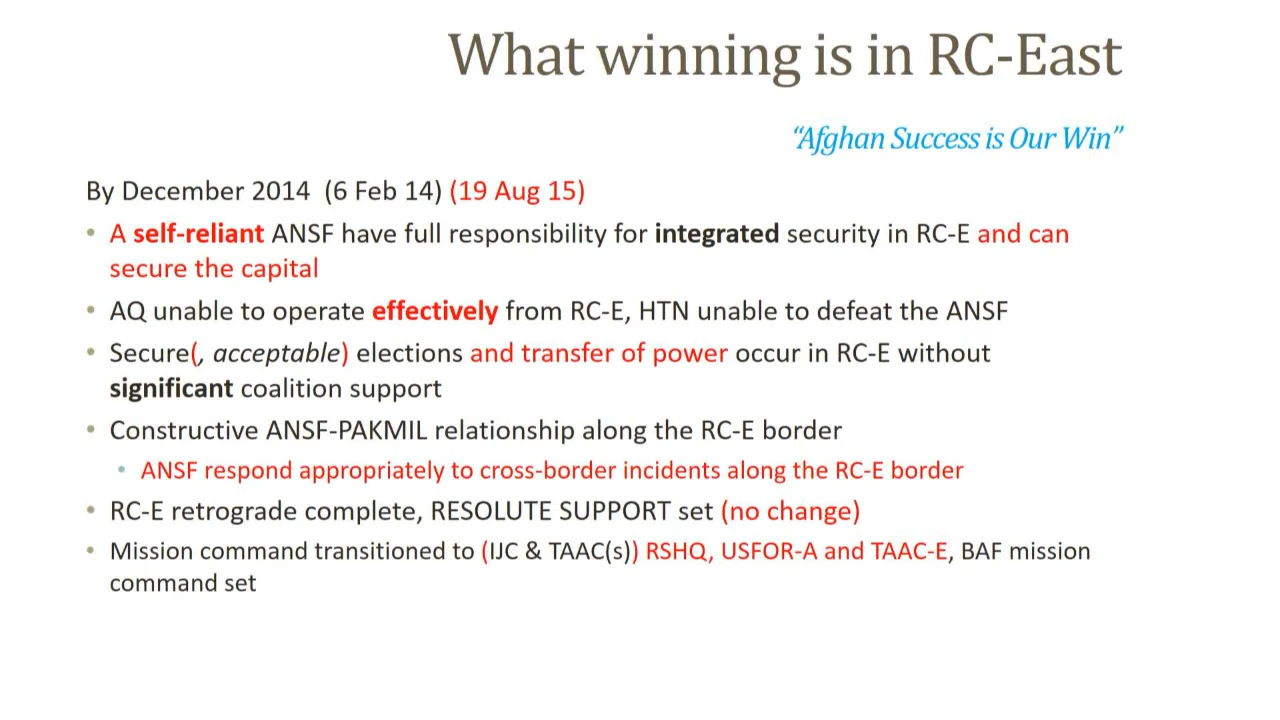 What winning is in RC-East
“Afghan Success is Our Win”
By December 2014 (6 Feb 14) (19 Aug 15)
• A self-reliant ANSF have full responsibility for integrated security in RC-E and can
secure the capital
• AQ unable to operate effectively from RC-E, HTN unable to defeat the ANSF
• Secure(, acceptable) elections and transfer of power occur in RC-E without
significant coalition support
• Constructive ANSF-PAKMIL relationship along the RC-E border
• ANSF respond appropriately to cross-border incidents along the RC-E border
• RC-E retrograde complete, RESOLUTE SUPPORT set (no change)
• Mission command transitioned to (IJC & TAAC(s)) RSHQ, USFOR-A and TAAC-E, BAF mission
command set